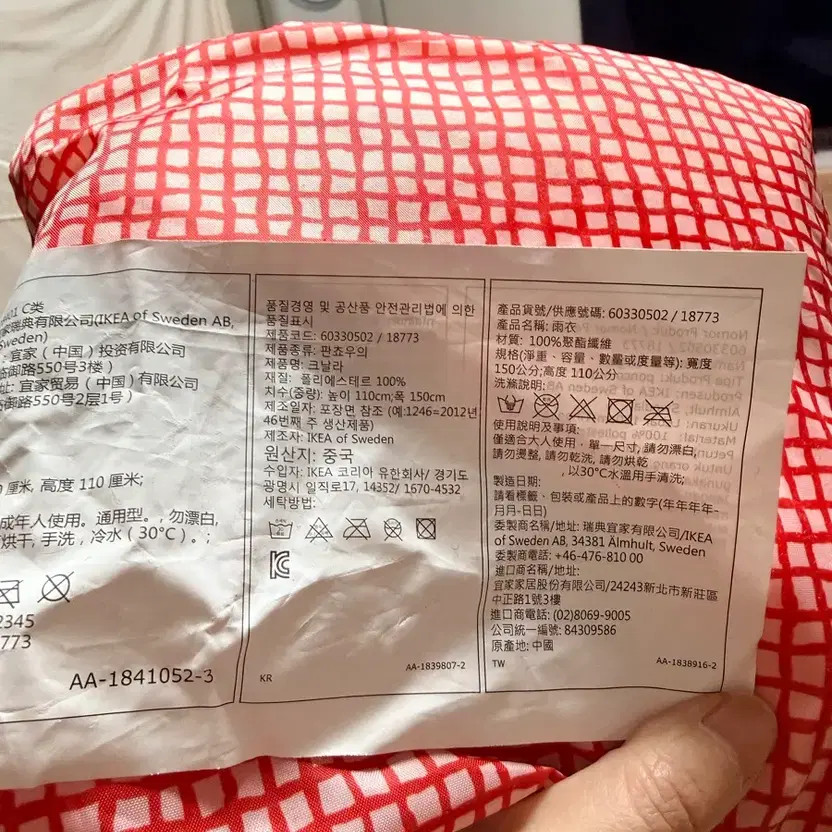 C类
家瑞典有限公司(IKEA of Sweden AB,
Sweden)
: 宜家（中国）投资有限公司
临御路550号3楼）
址: 宜家贸易（中国）有限公司
临御路550号2层1号）
厘米, 高度 110厘米;
成年人使用。通用型。, 勿漂白,
烘干, 手洗，冷水（30°C）。;
2345
773
AA-1841052-3
품질경영 및 공산품 안전관리법에 의한
품질표시
제품코드: 60330502 / 18773
제품종류: 판쵸우의
제품명: 크날라
재질: 폴리에스테르 100%
치수(중량): 높이 110cm;폭 150cm
제조일자: 포장면 참조 (예:1246=2012년
46번째 주 생산제품)
제조자: IKEA of Sweden
원산지: 중국
수입자: IKEA 코리아 유한회사/ 경기도
광명시 일직로17, 14352/ 1670-4532
세탁방법:
KR
AA-1839807-2
產品貨號/供應號碼: 60330502 / 18773
產品名: 雨衣
材質: 100%聚酯纖維
規格(淨重、容量、數量或度量等): 寬度
150公分;高度 110公分
洗滌說明:
使用說明及事項:
僅適合大人使用，單一尺寸, 請勿漂白,
請勿燙整, 請勿乾洗, 請勿烘乾
, 以30°C水溫用手清洗;
製造日期:
請看標籤、包裝或產品上的數字(年年年年-
月月-日日)
委製商名稱/地址: 瑞典宜家有限公司/IKEA
of Sweden AB, 34381 Älmhult, Sweden
委製商電話: +46-476-810 00
進口商名稱/地址:
宜家家居股份有限公司/24243新北市新莊區
中正路1號3樓
進口商電話: (02)8069-9005
公司統一編號: 84309586
原產地: 中國
TW
AA-1838916-2